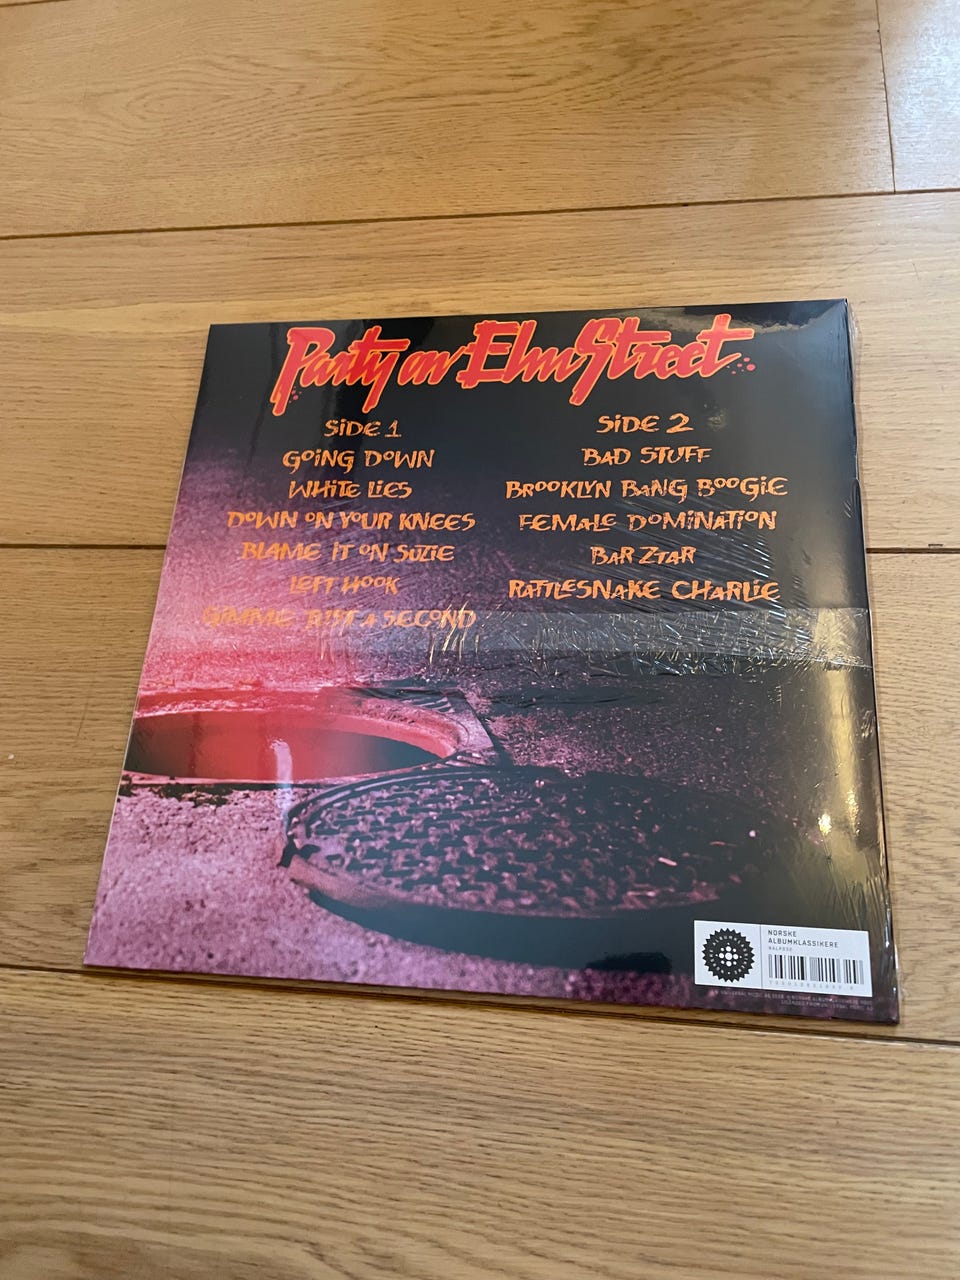 Party on Elm Street
SiDE 1
GoiNG DoWN
WHiTE LiES
DoWN oN YoUR KNEES
BLAME iT oN SUZiE
LEFT HooK
GiMME JUST A SECoND
SiDE 2
BAD STUFF
BRooKLYN BANG BooGiE
FEMALE DoMiNATioN
BAR ZTAR
RATTLESNAKE CHARLiE
NORSKE
ALBUMKLASSIKERE